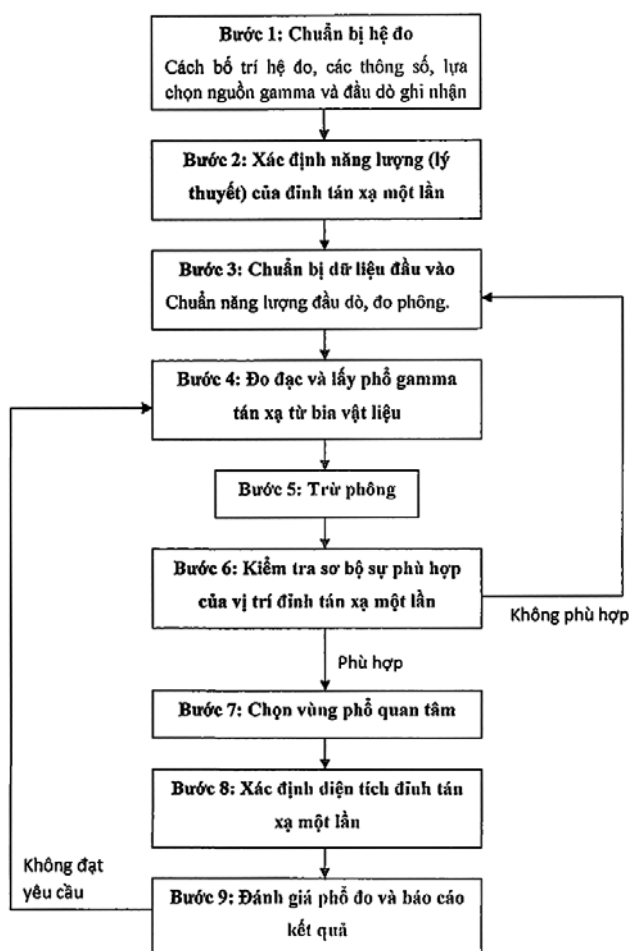 Bước 1: Chuẩn bị hệ đo
Cách bố trí hệ đo, các thông số, lựa
chọn nguồn gamma và đầu dò ghi nhận
Bước 2: Xác định năng lượng (lý
thuyết) của đỉnh tán xạ một lần
Bước 3: Chuẩn bị dữ liệu đầu vào
Chuẩn năng lượng đầu dò, đo phông.
Bước 4: Đo đạc và lấy phổ gamma
tán xạ từ bia vật liệu
Bước 5: Trừ phông
Bước 6: Kiểm tra sơ bộ sự phù hợp
của vị trí đỉnh tán xạ một lần
Không phù hợp
Phù hợp
Bước 7: Chọn vùng phổ quan tâm
Bước 8: Xác định diện tích đỉnh tán
xạ một lần
Không đạt
yêu cầu
Bước 9: Đánh giá phổ đo và báo cáo
kết quả